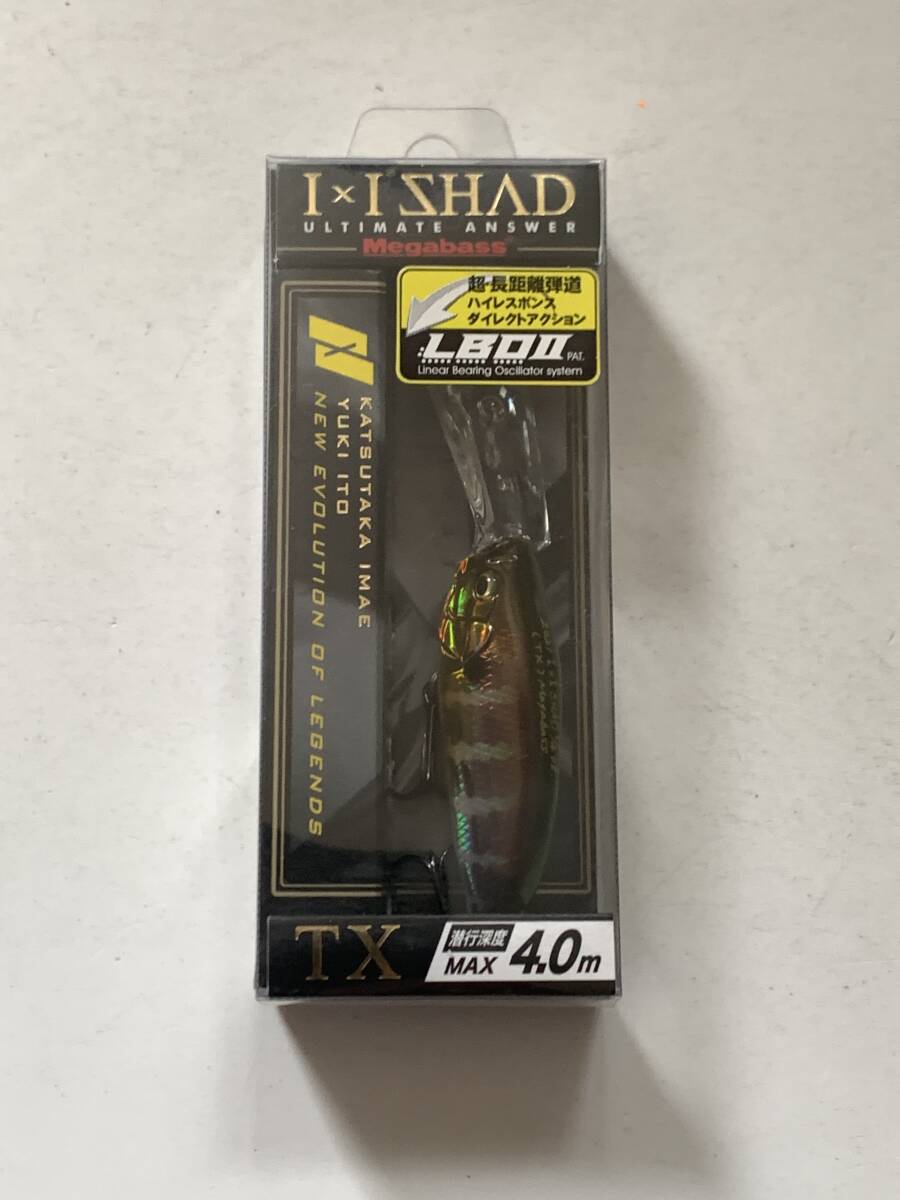 I×I SHAD
ULTIMATE ANSWER
Megabass
超・長距離弾道
ハイレスポンス
ダイレクトアクション
LBOII PAT.
Linear Bearing Oscillator system
KATSUTAKA IMAE
YUKI ITO
NEW EVOLUTION OF LEGENDS
(TX) Megabass
TX
潜行深度
MAX 4.0m